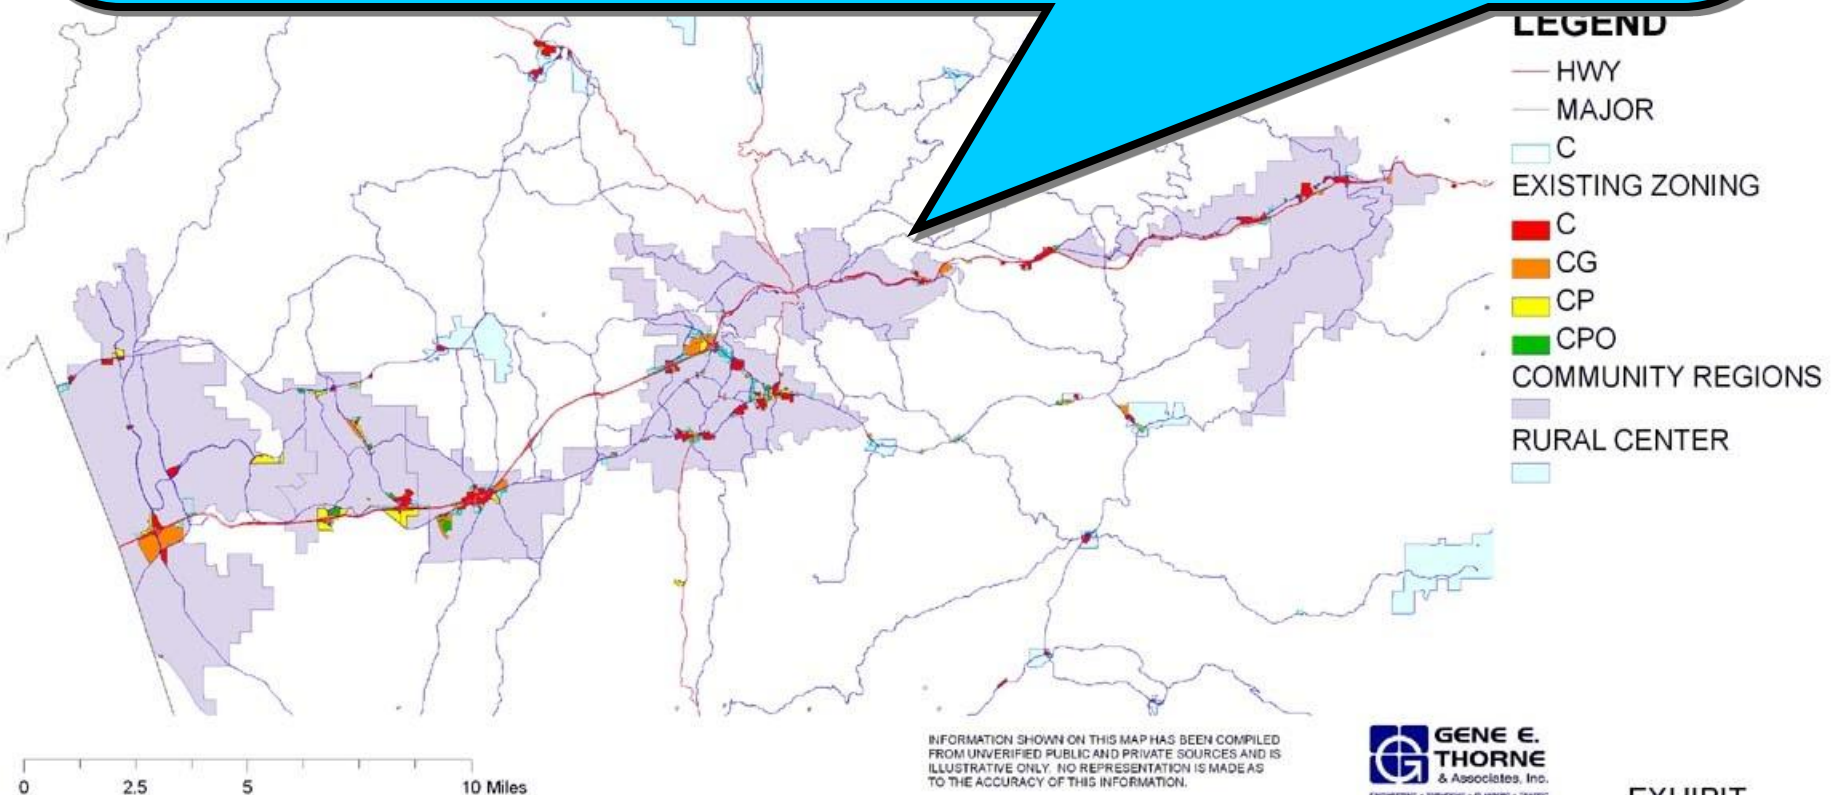 LEGEND
HWY
MAJOR
C
EXISTING ZONING
C
CG
CP
CPO
COMMUNITY REGIONS
RURAL CENTER
INFORMATION SHOWN ON THIS MAP HAS BEEN COMPILED
FROM UNVERIFIED PUBLIC AND PRIVATE SOURCES AND IS
ILLUSTRATIVE ONLY. NO REPRESENTATION IS MADE AS
TO THE ACCURACY OF THIS INFORMATION.
GENE E.
THORNE
& Associates, Inc.
0 2.5 5 10 Miles
EXHIBIT